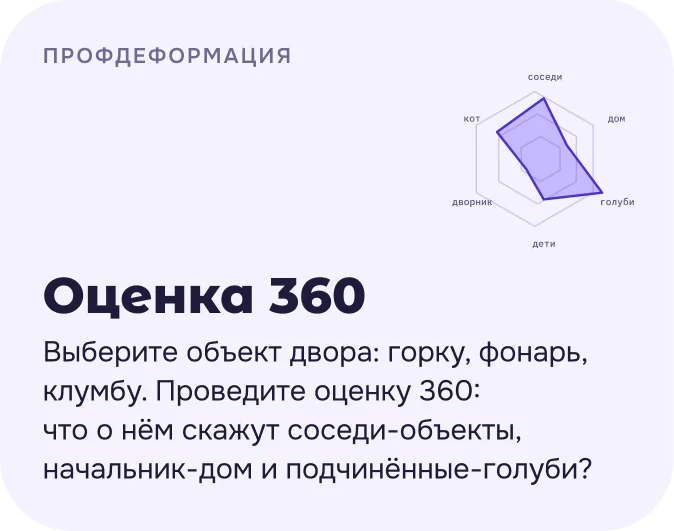 ПРОФДЕФОРМАЦИЯ
соседи
кот
дом
дворник
голуби
дети
Оценка 360
Выберите объект двора: горку, фонарь,
клумбу. Проведите оценку 360:
что о нём скажут соседи-объекты,
начальник-дом и подчинённые-голуби?